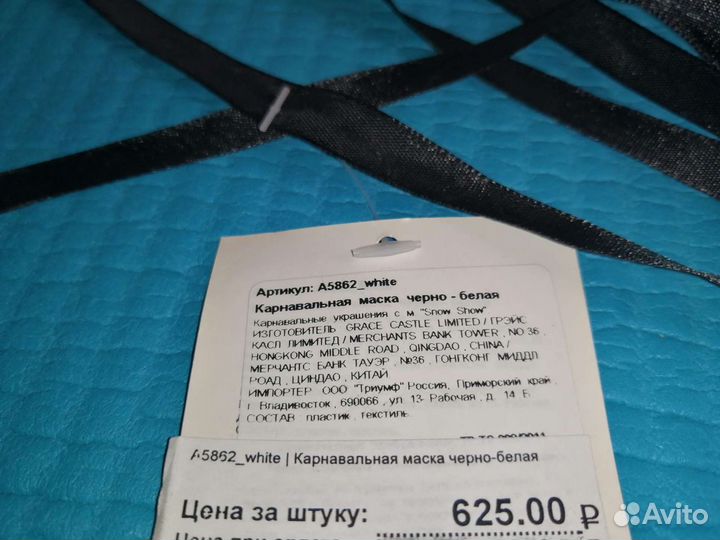 Артикул: A5862_white
Карнавальная маска черно-белая
Карнавальные украшения с м "Snow Show"
ИЗГОТОВИТЕЛЬ GRACE CASTLE LIMITED / ГРЭЙС
КАСЛ ЛИМИТЕД / MERCHANTS BANK TOWER , NO 36 ,
HONGKONG MIDDLE ROAD , QINGDAO , CHINA /
МЕРЧАНТС БАНК ТАУЭР , №36 , ГОНГКОНГ МИДДЛ
РОАД , ЦИНДАО , КИТАЙ
ИМПОРТЕР ООО "Триумф" Россия, Приморский край ,
г Владивосток , 690066 , ул 13- Рабочая , д. 14 Б
СОСТАВ пластик , текстиль
A5862_white | Карнавальная маска черно-белая
Цена за штуку: 625.00 ₽
Цена при
Avito